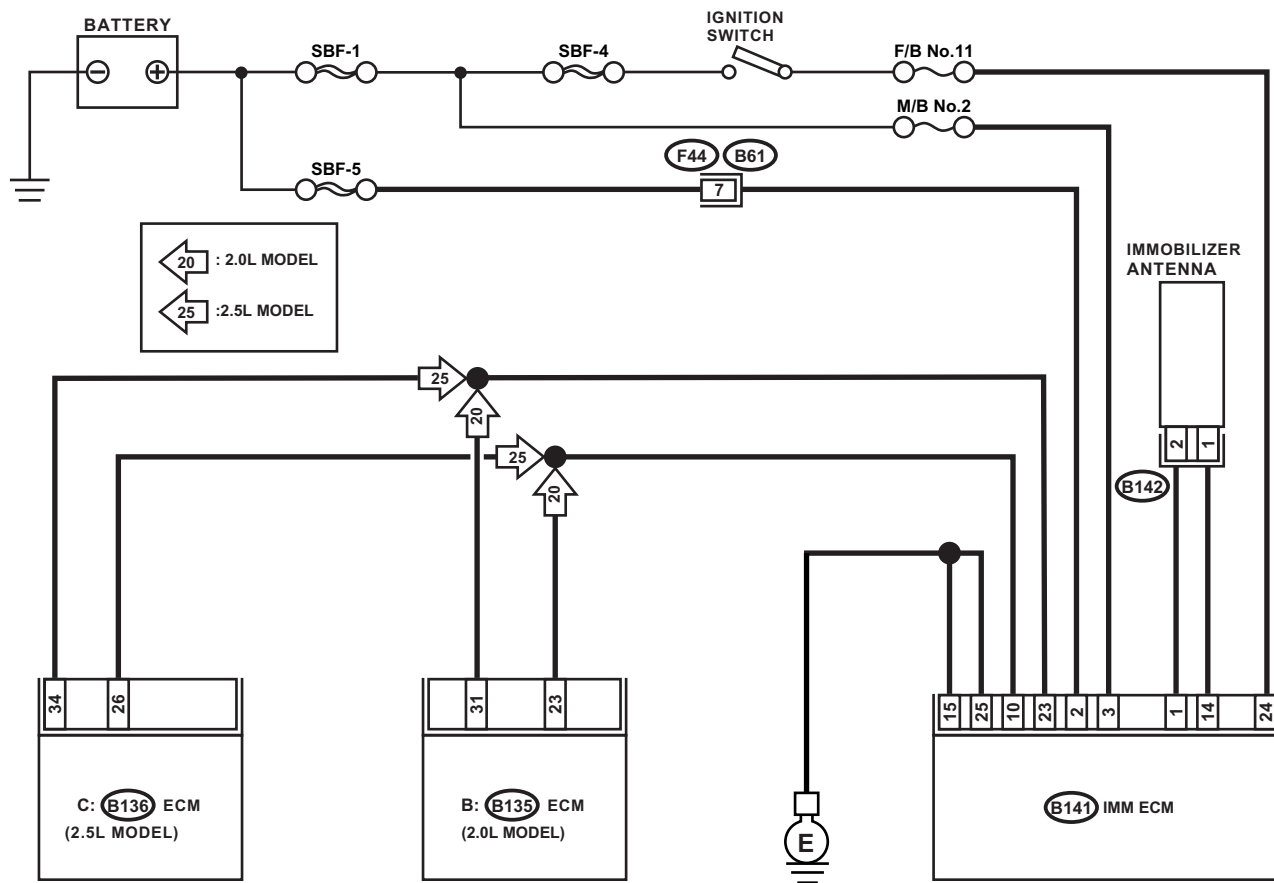 BATTERY
IGNITION
SWITCH
SBF-1
SBF-4
F/B No.11
M/B No.2
F44
B61
SBF-5
7
20 : 2.0L MODEL
25 :2.5L MODEL
IMMOBILIZER
ANTENNA
25
20
2
1
25
20
B142
34
26
31
23
15
25
10
23
2
3
1
14
24
C: B136 ECM
(2.5L MODEL)
B: B135 ECM
(2.0L MODEL)
B141 IMM ECM
E